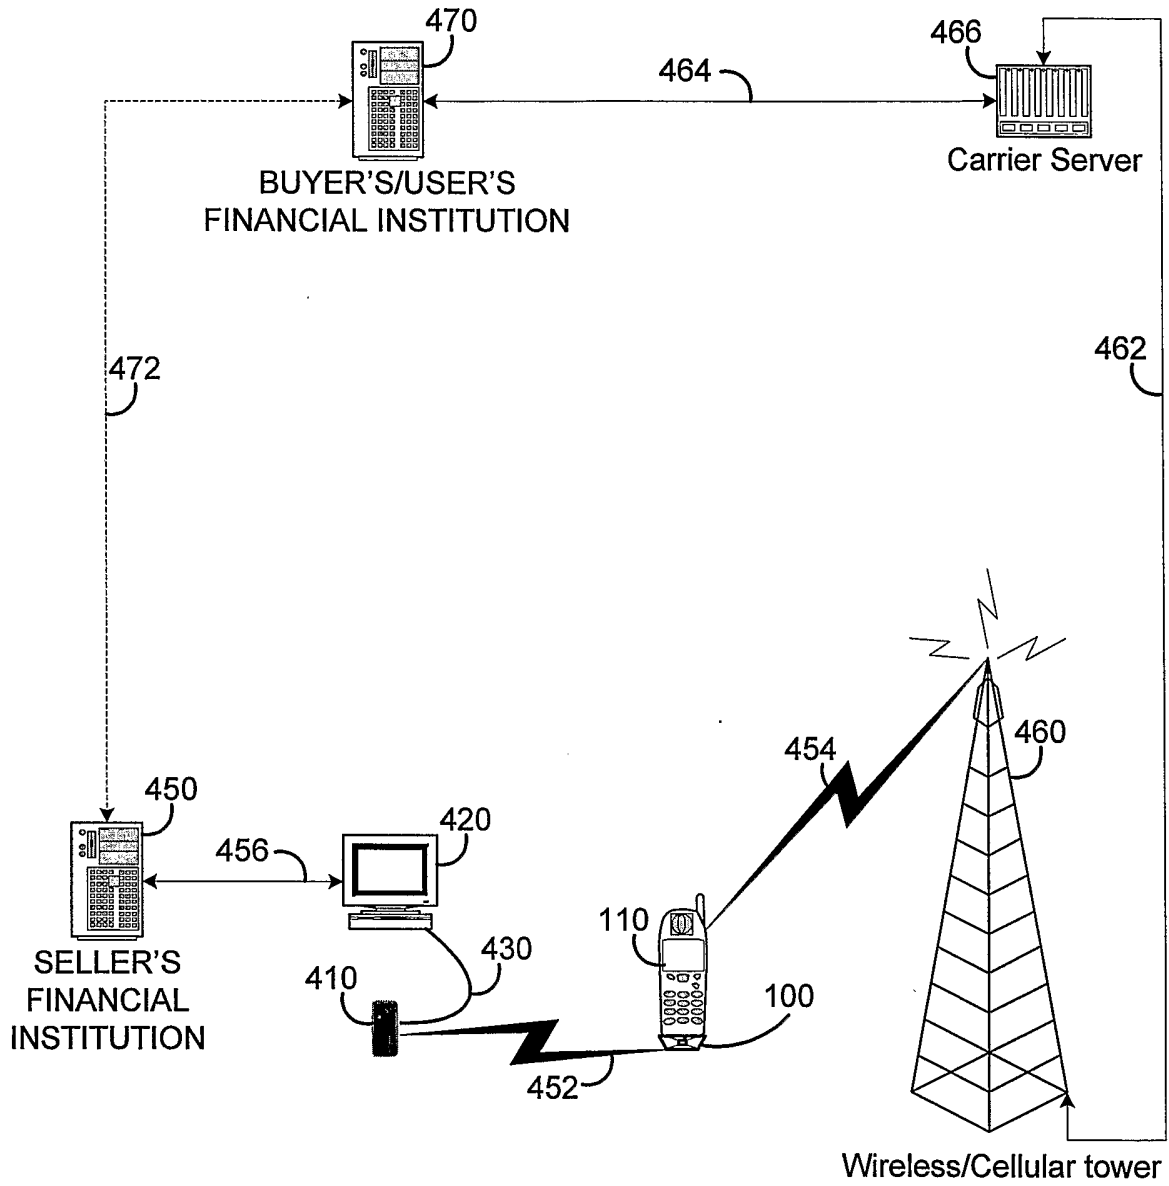 470
466
464
Carrier Server
BUYER'S/USER'S
FINANCIAL INSTITUTION
472
462
460
454
450
420
456
110
430
SELLER'S
FINANCIAL
INSTITUTION
410
100
452
Wireless/Cellular tower